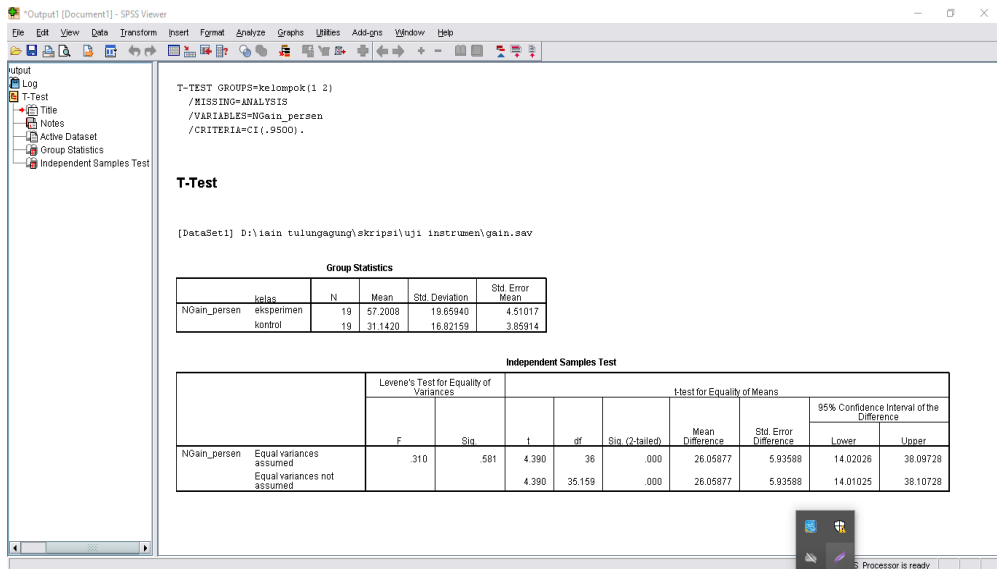 *Output1 [Document1] - SPSS Viewer
File Edit View Data Transform Insert Format Analyze Graphs Utilities Add-ons Window Help
utput
Log
T-Test
Title
Notes
Active Dataset
Group Statistics
Independent Samples Test
T-TEST GROUPS=kelompok(1 2)
/MISSING=ANALYSIS
/VARIABLES=NGain_persen
/CRITERIA=CI(.9500).
T-Test
[DataSet1] D:\iain tulungagung\skripsi\uji instrumen\gain.sav
Group Statistics
kelas N Mean Std. Deviation Std. Error Mean
NGain_persen eksperimen 19 57.2008 19.65940 4.51017
kontrol 19 31.1420 16.82159 3.85914
Independent Samples Test
Levene's Test for Equality of Variances t-test for Equality of Means
95% Confidence Interval of the Difference
F Sig. t df Sig. (2-tailed) Mean Difference Std. Error Difference Lower Upper
NGain_persen Equal variances assumed .310 .581 4.390 36 .000 26.05877 5.93588 14.02026 38.09728
Equal variances not assumed 4.390 35.159 .000 26.05877 5.93588 14.01025 38.10728
S Processor is ready